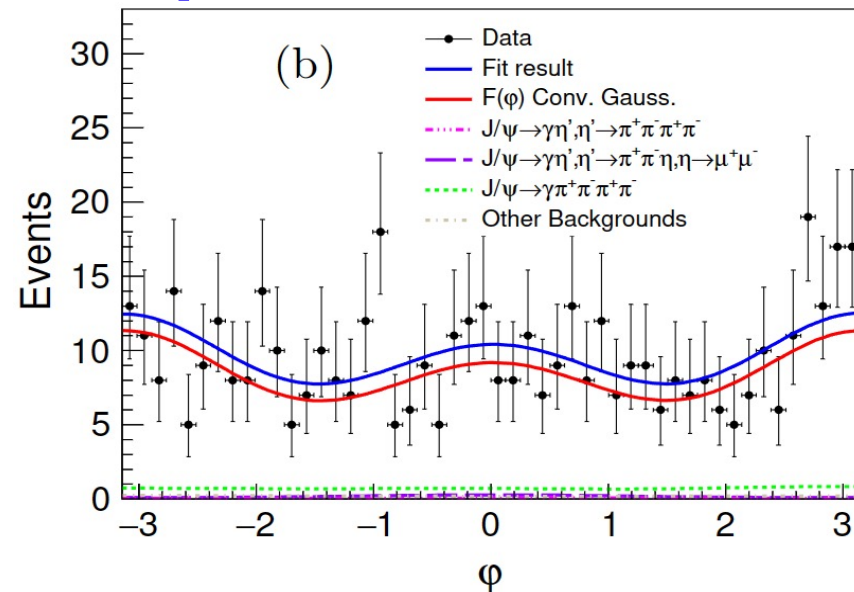 (b)
Data
Fit result
F(φ) Conv. Gauss.
J/ψ→γη',η'→π⁺π⁻π⁺π⁻
J/ψ→γη',η'→π⁺π⁻η,η→μ⁺μ⁻
J/ψ→γπ⁺π⁻π⁺π⁻
Other Backgrounds
Events
30
25
20
15
10
5
0
−3 −2 −1 0 1 2 3
φ